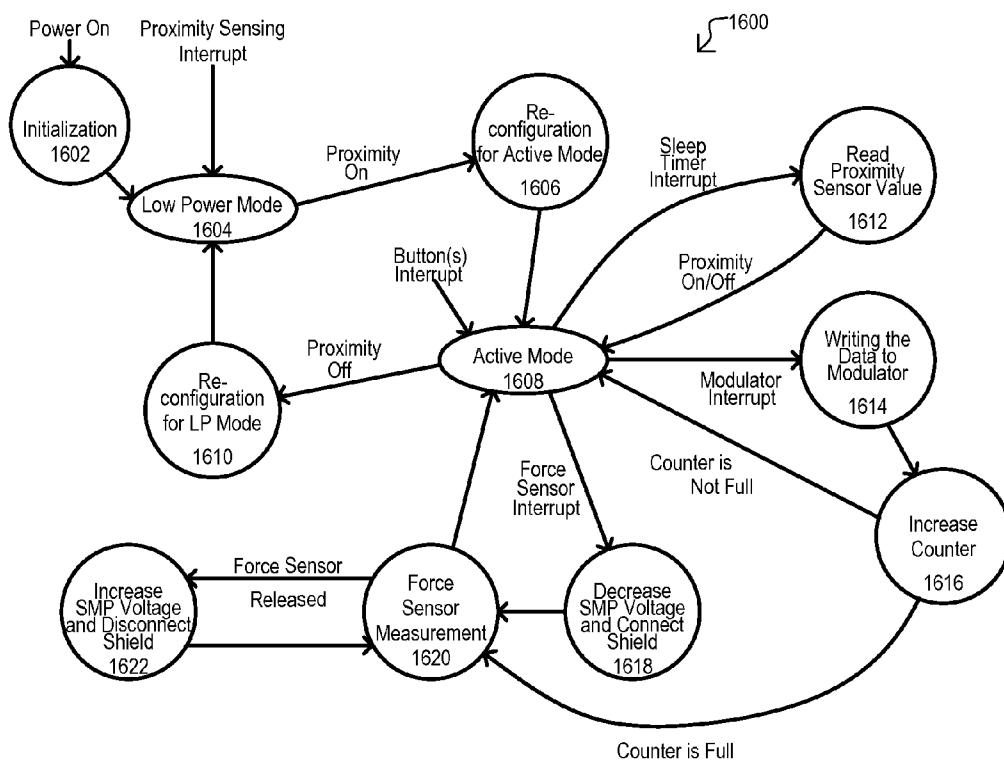 1600
Power On
Proximity Sensing
Interrupt
Initialization
1602
Low Power Mode
1604
Proximity
On
Re-
configuration
for Active Mode
1606
Sleep
Timer
Interrupt
Read
Proximity
Sensor Value
1612
Proximity
On/Off
Button(s)
Interrupt
Active Mode
1608
Proximity
Off
Re-
configuration
for LP Mode
1610
Modulator
Interrupt
Writing the
Data to
Modulator
1614
Counter is
Not Full
Increase
Counter
1616
Force
Sensor
Interrupt
Decrease
SMP Voltage
and Connect
Shield
1618
Force
Sensor
Measurement
1620
Force Sensor
Released
Increase
SMP Voltage
and Disconnect
Shield
1622
Counter is Full